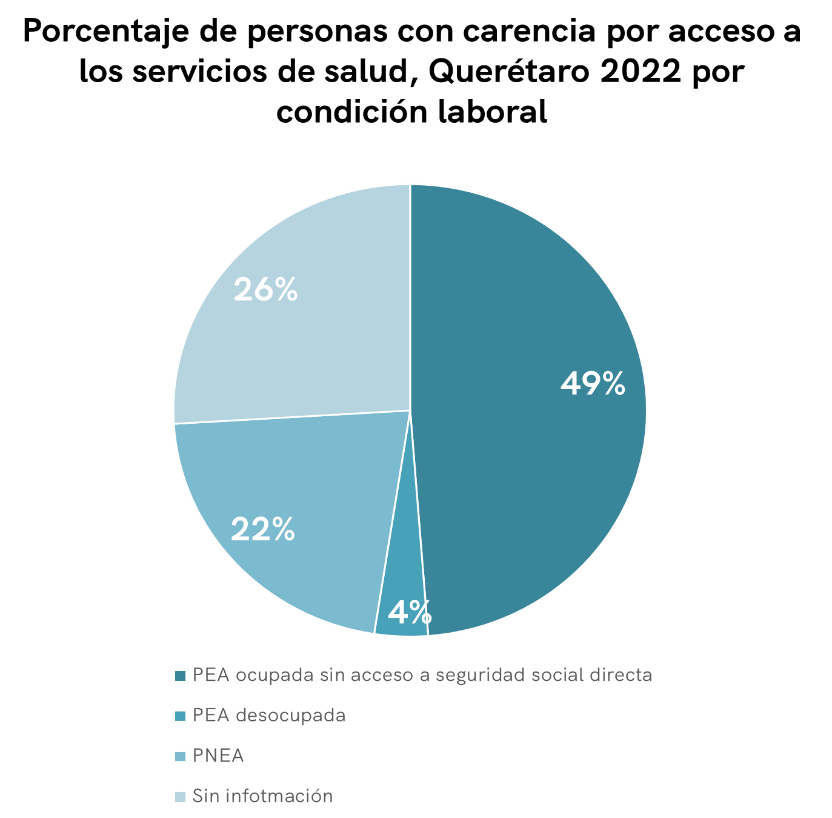 Porcentaje de personas con carencia por acceso a
los servicios de salud, Querétaro 2022 por
condición laboral
26%
49%
22%
4%
PEA ocupada sin acceso a seguridad social directa
PEA desocupada
PNEA
Sin infotmación